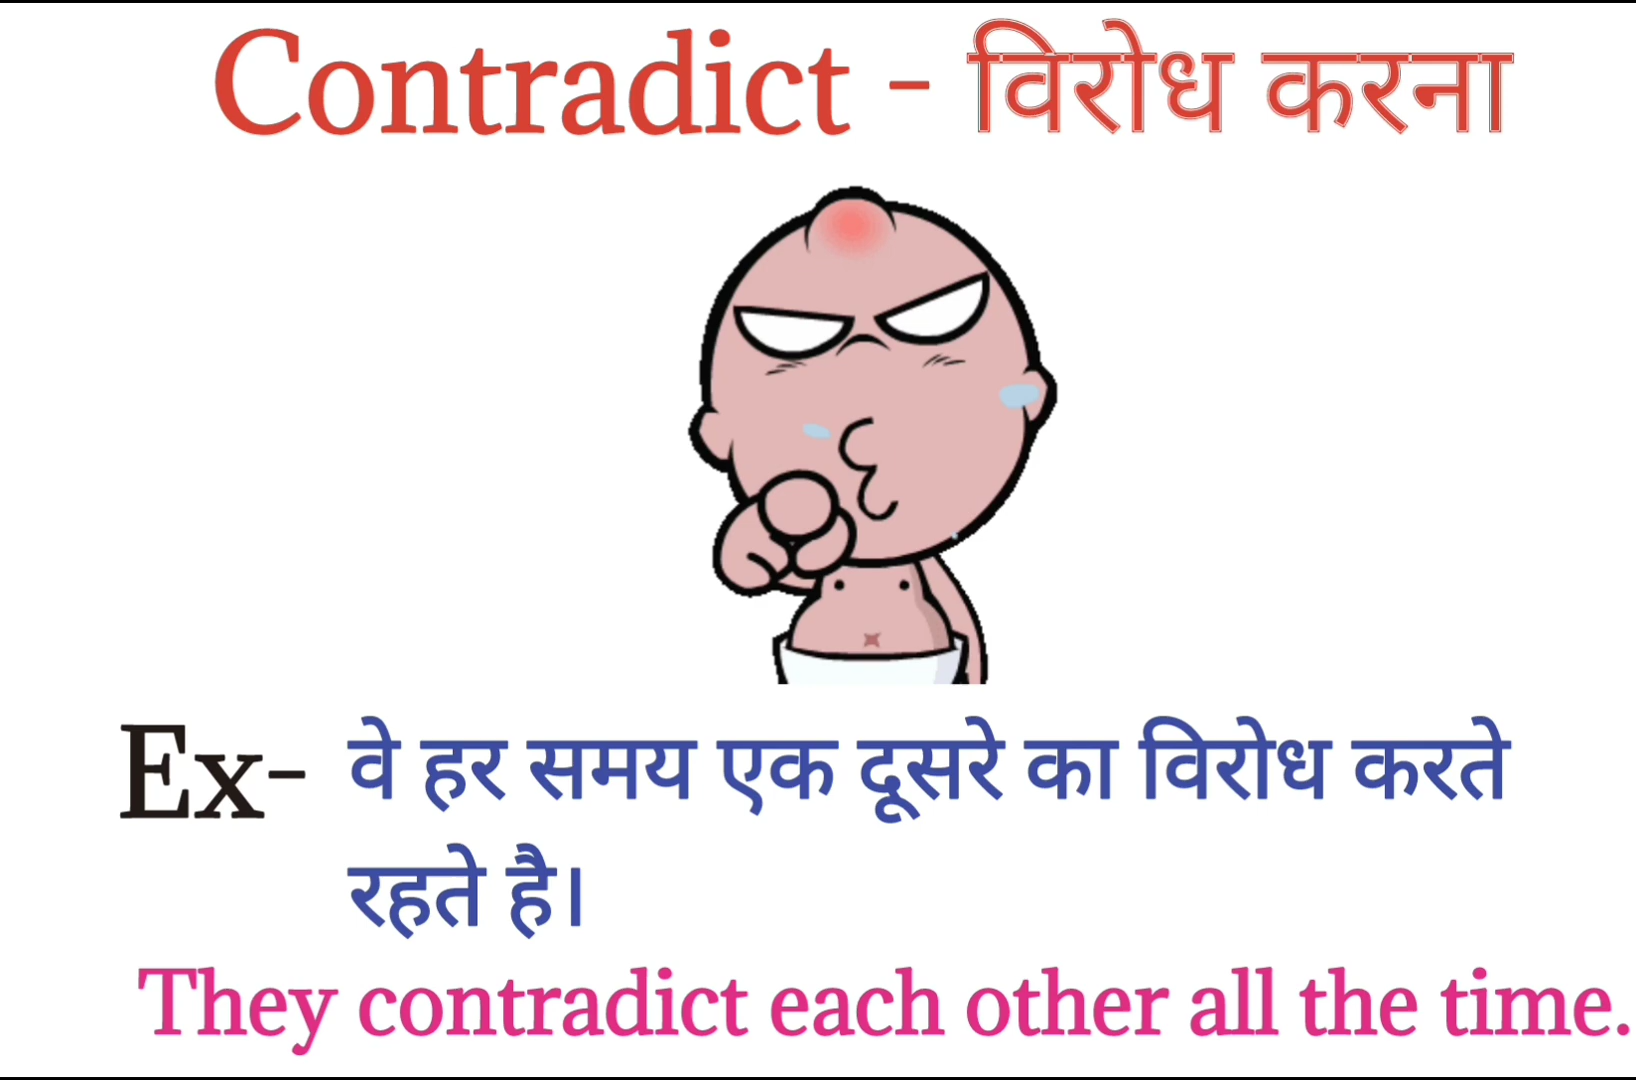 Contradict - विरोध करना
Ex- वे हर समय एक दूसरे का विरोध करते
रहते है।
They contradict each other all the time.